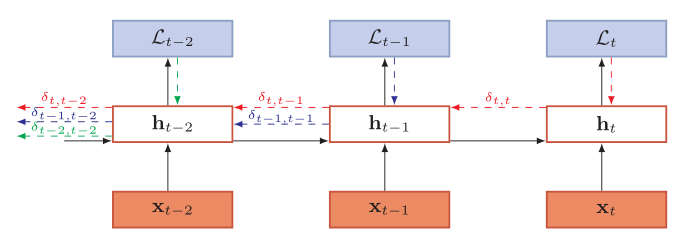 ℒ_{t−2} ℒ_{t−1} ℒ_t
δ_{t,t−2} δ_{t,t−1} δ_{t,t}
δ_{t−1,t−2} δ_{t−1,t−1}
δ_{t−2,t−2}
h_{t−2} h_{t−1} h_t
x_{t−2} x_{t−1} x_t